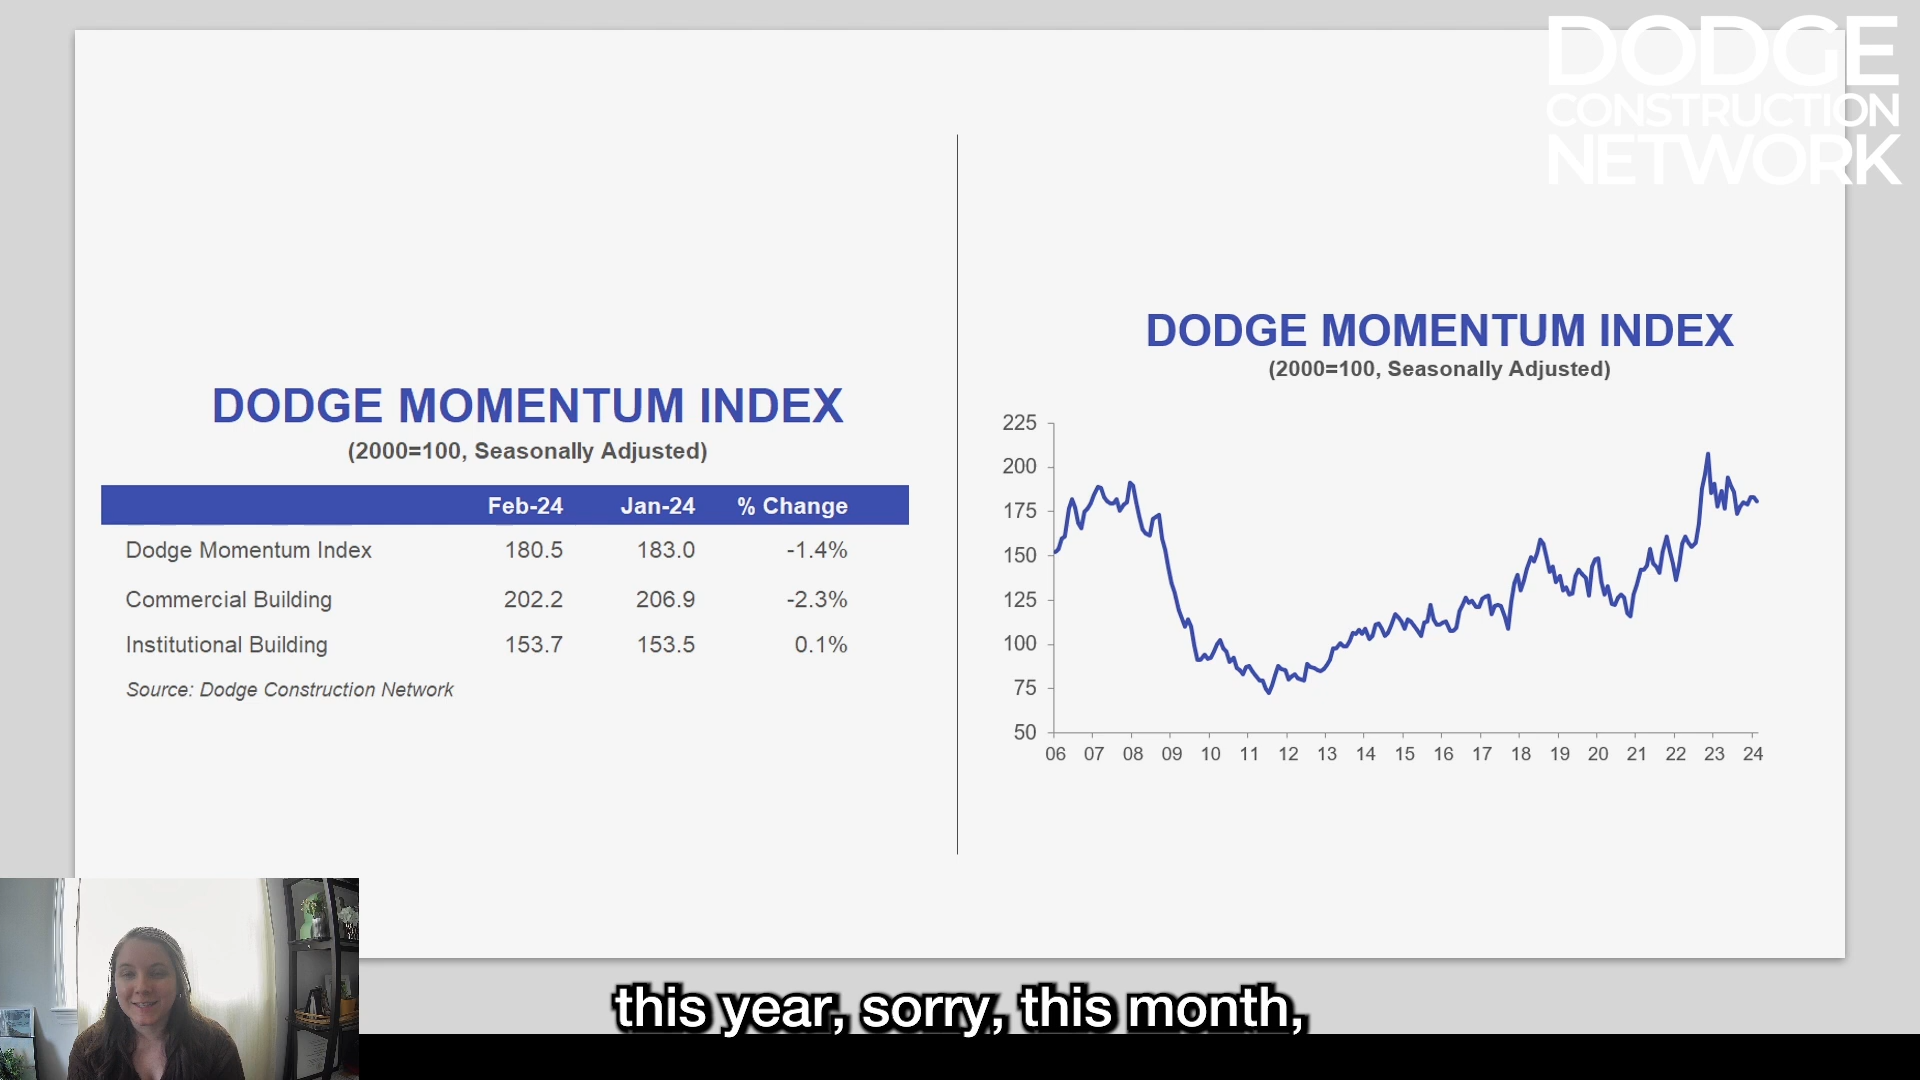 DODGE
CONSTRUCTION
NETWORK
DODGE MOMENTUM INDEX
(2000=100, Seasonally Adjusted)
Feb-24 Jan-24 % Change
Dodge Momentum Index 180.5 183.0 -1.4%
Commercial Building 202.2 206.9 -2.3%
Institutional Building 153.7 153.5 0.1%
Source: Dodge Construction Network
DODGE MOMENTUM INDEX
(2000=100, Seasonally Adjusted)
225
200
175
150
125
100
75
50
06 07 08 09 10 11 12 13 14 15 16 17 18 19 20 21 22 23 24
this year, sorry, this month,